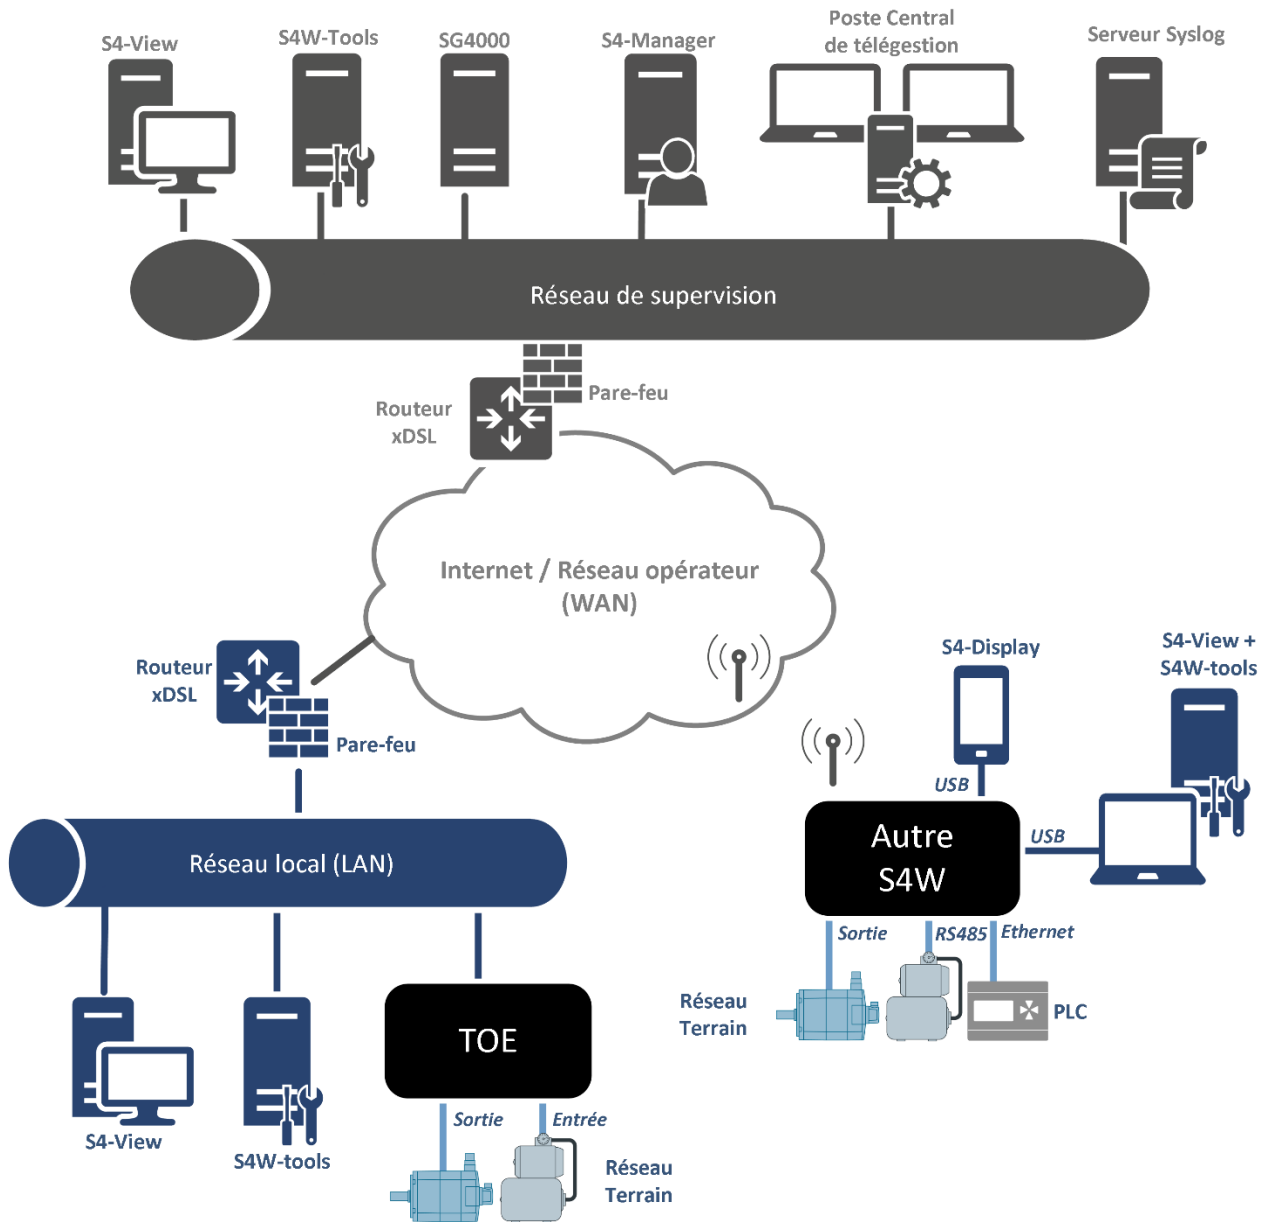 S4-View
S4W-Tools
SG4000
S4-Manager
Poste Central
de télégestion
Serveur Syslog
Réseau de supervision
Pare-feu
Routeur
xDSL
Internet / Réseau opérateur
(WAN)
Routeur
xDSL
Pare-feu
S4-Display
S4-View +
S4W-tools
USB
USB
Autre
S4W
Réseau local (LAN)
Sortie
RS485
Ethernet
Réseau
Terrain
PLC
TOE
S4-View
S4W-tools
Sortie
Entrée
Réseau
Terrain